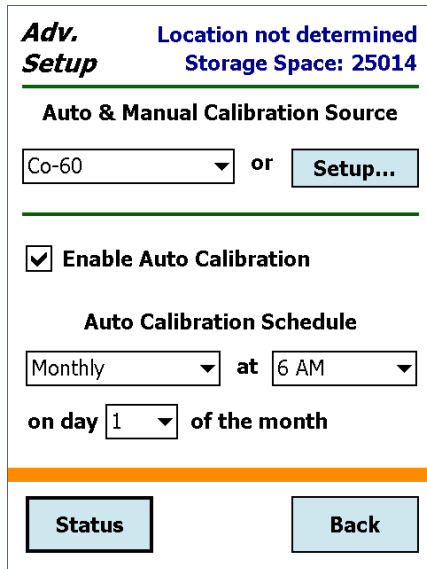 Adv. Setup
Location not determined
Storage Space: 25014
Auto & Manual Calibration Source
Co-60 or Setup...
Enable Auto Calibration
Auto Calibration Schedule
Monthly at 6 AM
on day 1 of the month
Status Back